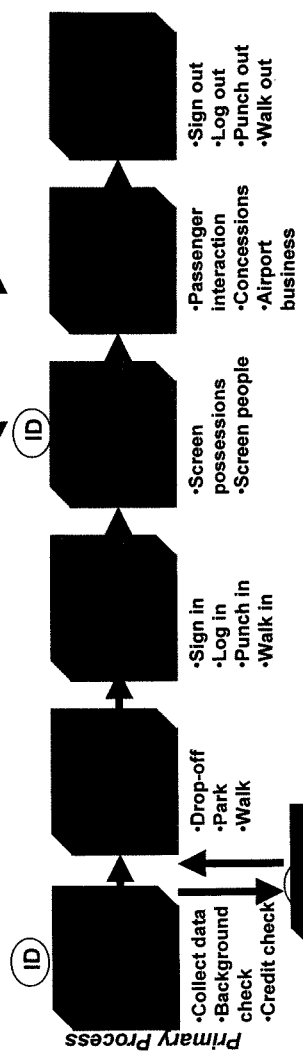 Primary Process
ID
•Collect data
•Background
check
•Credit check
•Drop-off
•Park
•Walk
•Sign in
•Log in
•Punch in
•Walk in
ID
•Screen
possessions
•Screen people
•Passenger
interaction
•Concessions
•Airport
business
•Sign out
•Log out
•Punch out
•Walk out